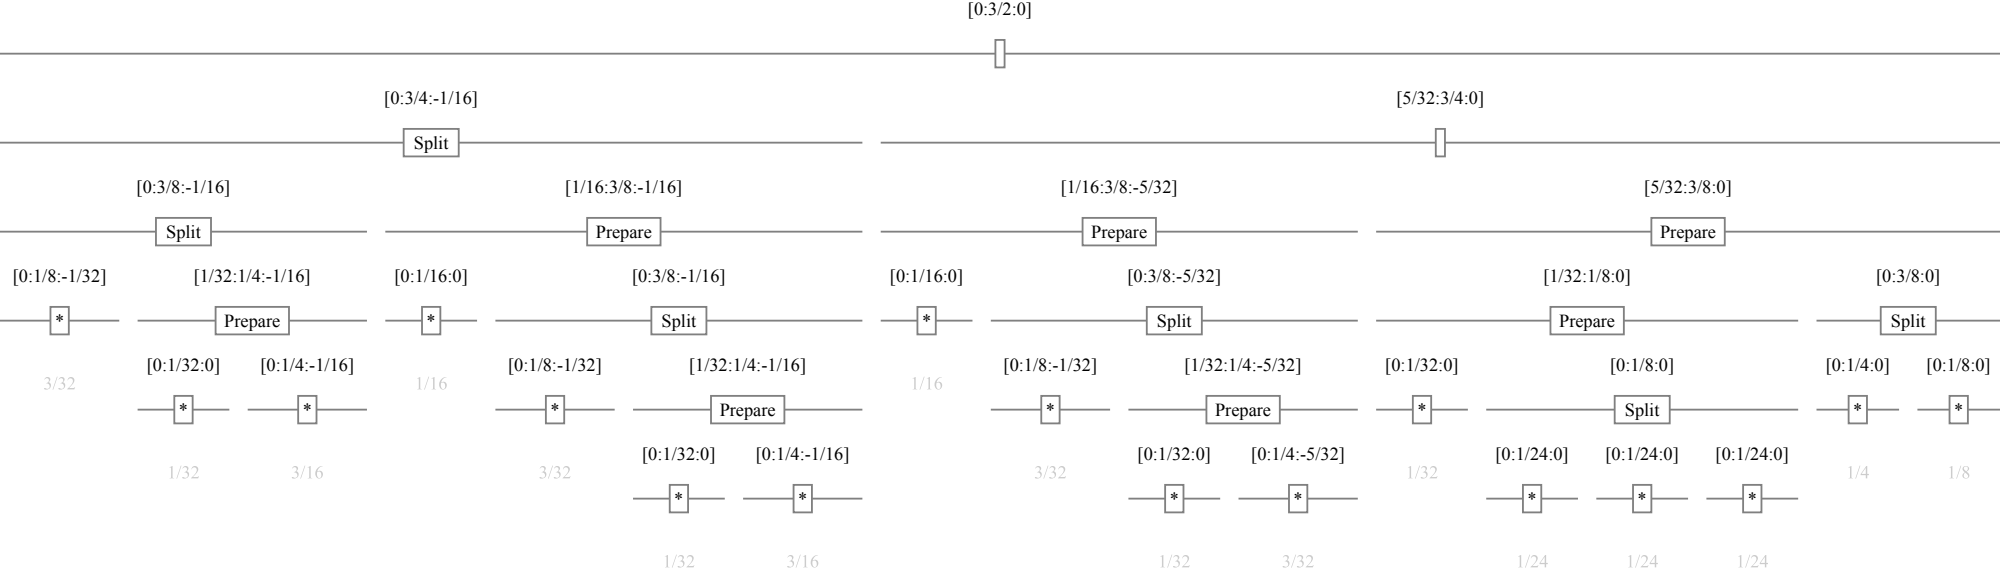 [0:3/2:0]
[0:3/4:-1/16] [5/32:3/4:0]
Split
[0:3/8:-1/16] [1/16:3/8:-1/16] [1/16:3/8:-5/32] [5/32:3/8:0]
Split Prepare Prepare Prepare
[0:1/8:-1/32] [1/32:1/4:-1/16] [0:1/16:0] [0:3/8:-1/16] [0:1/16:0] [0:3/8:-5/32] [1/32:1/8:0] [0:3/8:0]
* Prepare * Split * Split Prepare Split
[0:1/32:0] [0:1/4:-1/16] [0:1/8:-1/32] [1/32:1/4:-1/16] [0:1/8:-1/32] [1/32:1/4:-5/32] [0:1/32:0] [0:1/8:0] [0:1/4:0] [0:1/8:0]
3/32 1/16 1/16
* * * Prepare * Prepare * Split * *
[0:1/32:0] [0:1/4:-1/16] [0:1/32:0] [0:1/4:-5/32] [0:1/24:0] [0:1/24:0] [0:1/24:0]
1/32 3/16 3/32 3/32 1/32 1/4 1/8
* * * * * * *
1/32 3/16 1/32 3/32 1/24 1/24 1/24